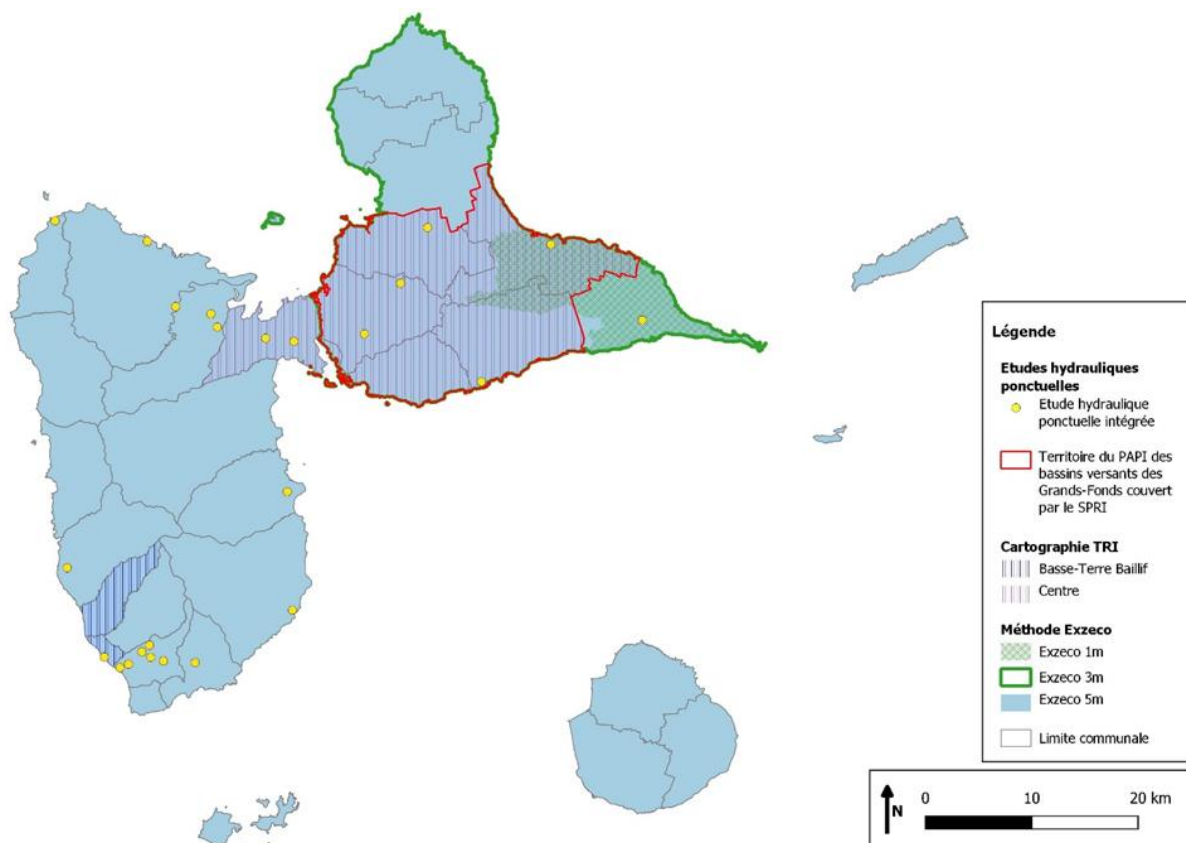 Légende
Etudes hydrauliques
ponctuelles
Etude hydraulique
ponctuelle intégrée
Territoire du PAPI des
bassins versants des
Grands-Fonds couvert
par le SPRI
Cartographie TRI
Basse-Terre Baillif
Centre
Méthode Exzeco
Exzeco 1m
Exzeco 3m
Exzeco 5m
Limite communale
N
0 10 20 km